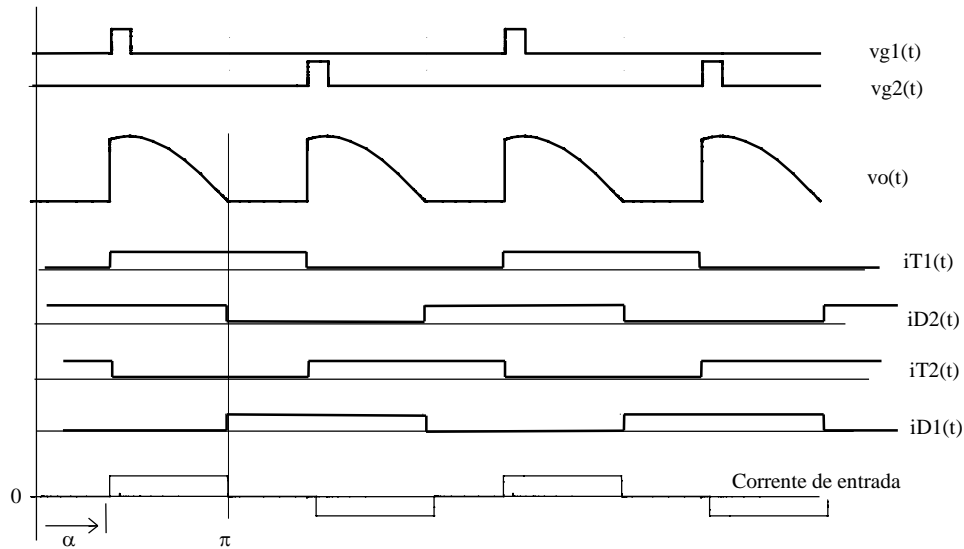 vg1(t)
vg2(t)
vo(t)
iT1(t)
iD2(t)
iT2(t)
iD1(t)
Corrente de entrada
0
α
π